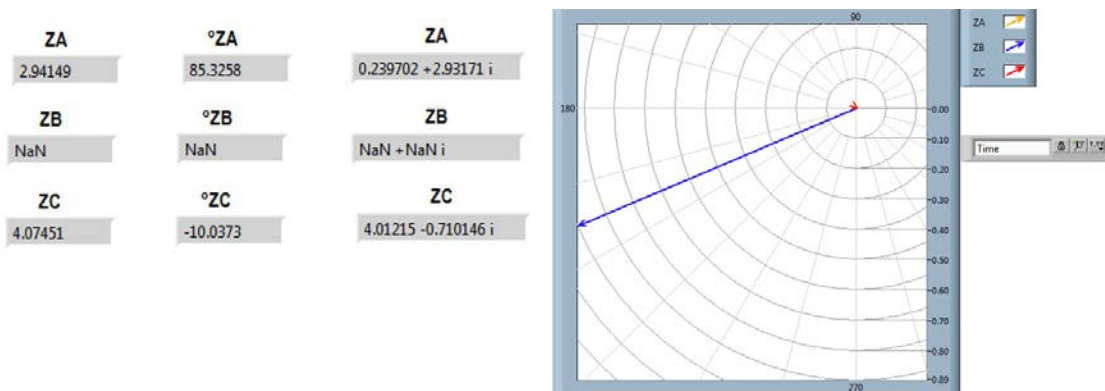 ZA
2.94149
°ZA
85.3258
ZA
0.239702 +2.93171 i
ZB
NaN
°ZB
NaN
ZB
NaN +NaN i
ZC
4.07451
°ZC
-10.0373
ZC
4.01215 -0.710146 i
90
180
270
0.00
0.10
0.20
0.30
0.40
0.50
0.60
0.70
0.80
0.89
ZA
ZB
ZC
Time